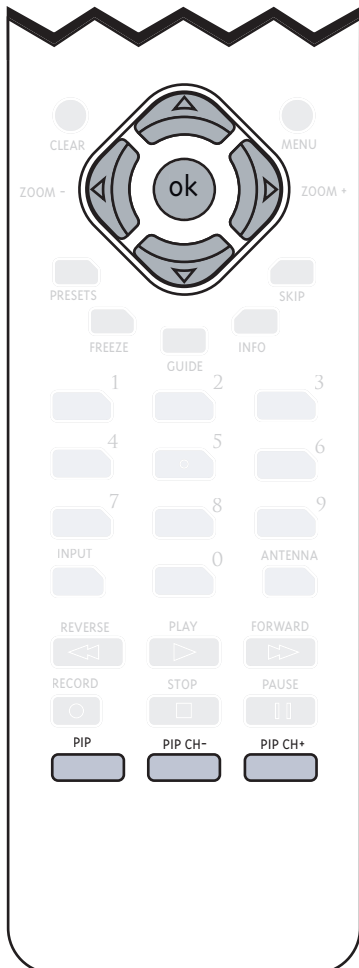 CLEAR MENU
ok
ZOOM - ZOOM +
PRESETS SKIP
FREEZE INFO
GUIDE
1 2 3
4 5 6
7 8 9
INPUT 0 ANTENNA
REVERSE PLAY FORWARD
RECORD STOP PAUSE
PIP PIP CH- PIP CH+